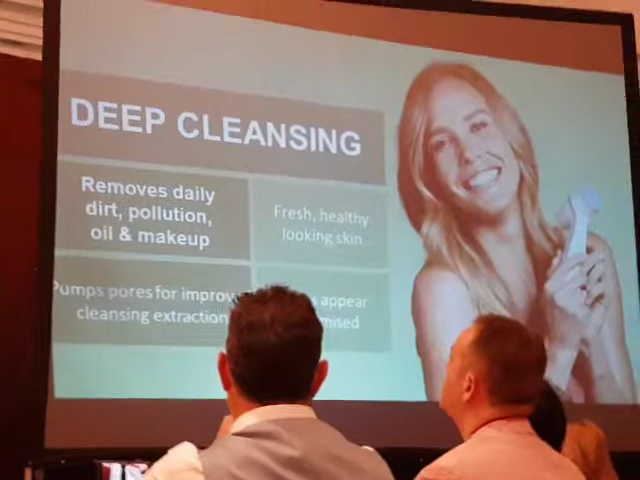 DEEP CLEANSING
Removes daily
dirt, pollution,
oil & makeup
Fresh, healthy
looking skin
Pumps pores for
cleansing extraction
appear